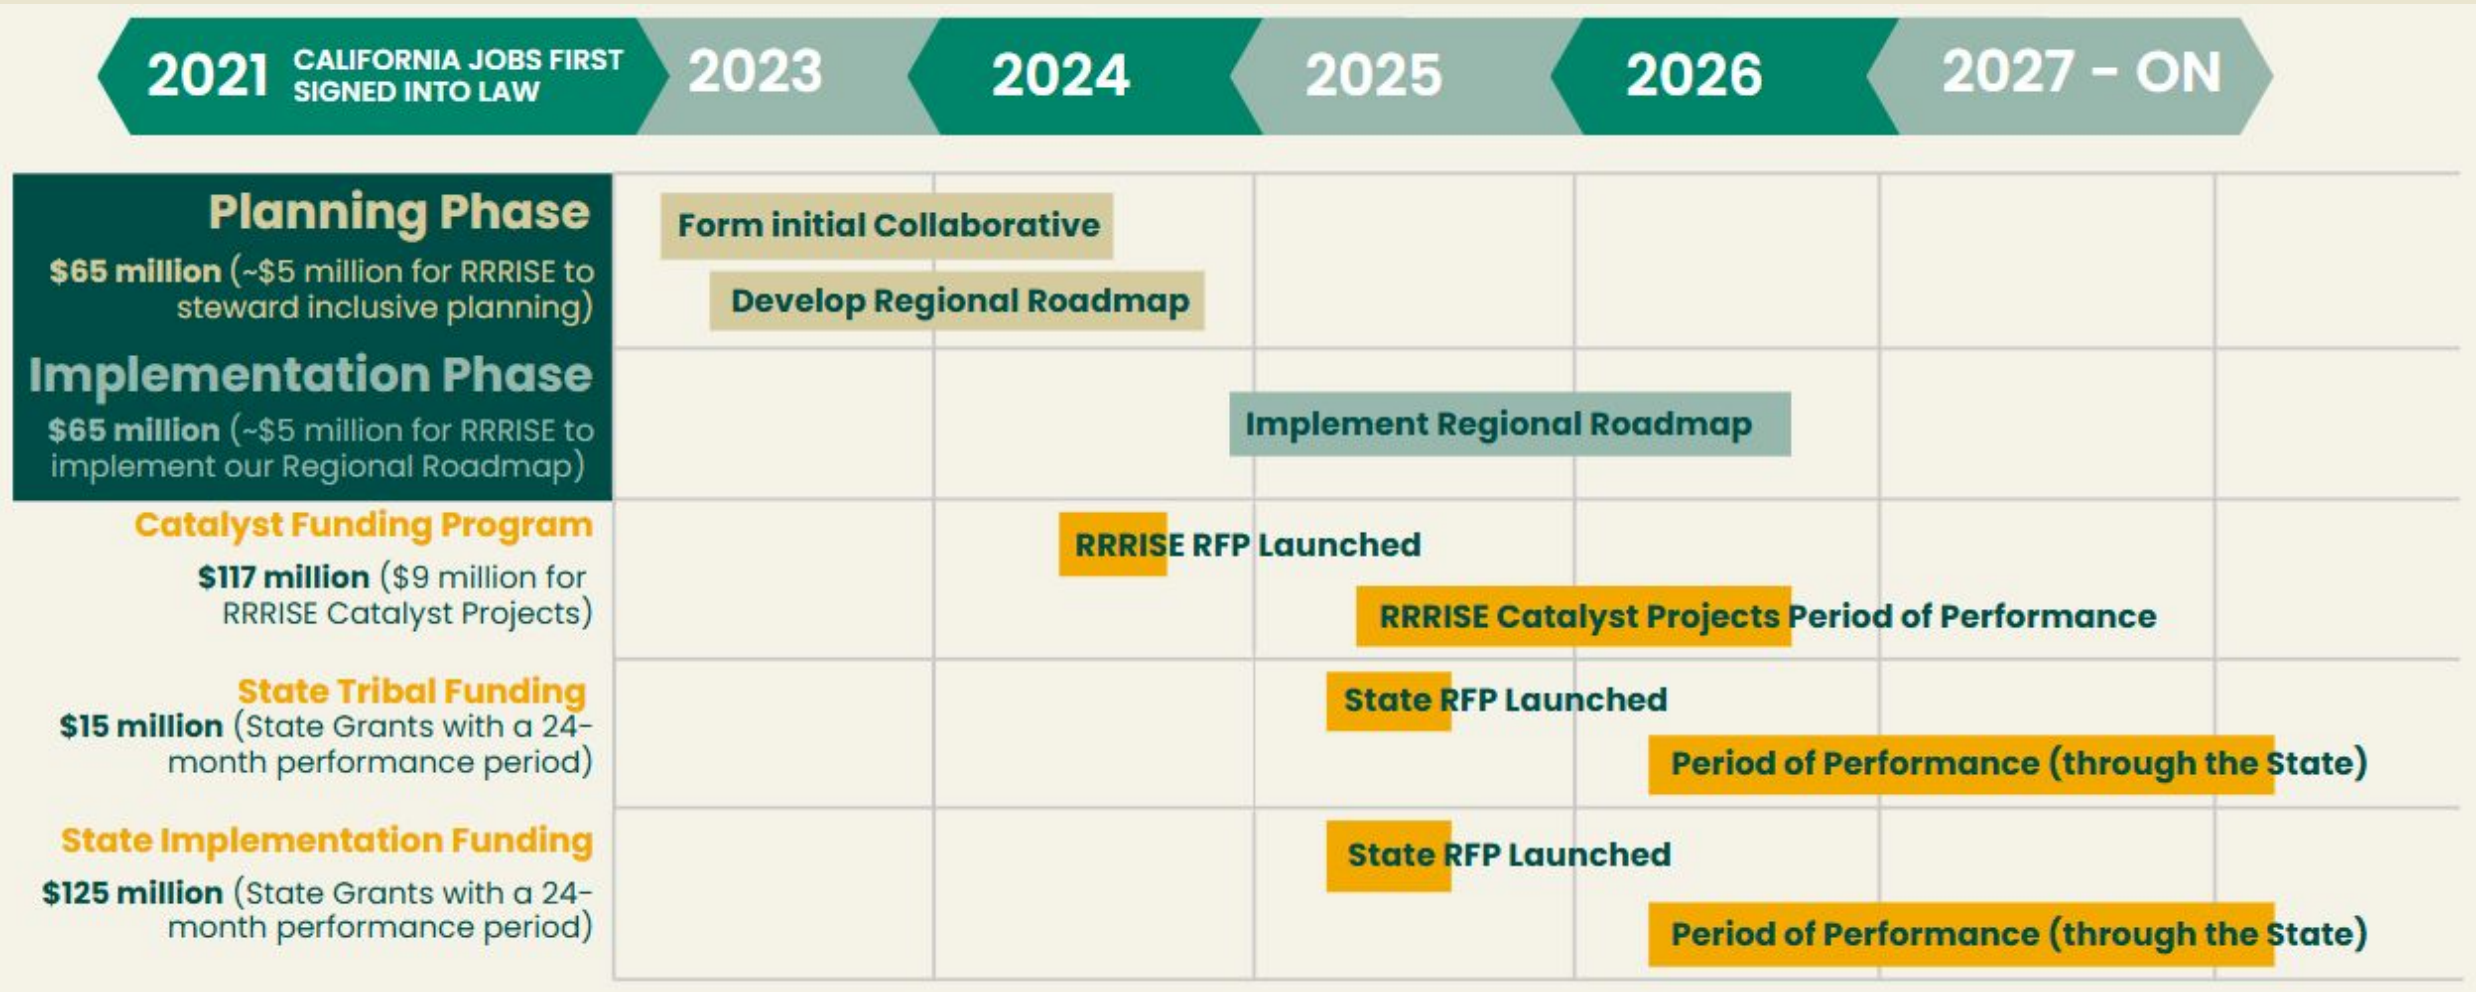 2021 CALIFORNIA JOBS FIRST
SIGNED INTO LAW
2023
2024
2025
2026
2027 - ON
Planning Phase
$65 million (~$5 million for RRRISE to
steward inclusive planning)
Form initial Collaborative
Develop Regional Roadmap
Implementation Phase
$65 million (~$5 million for RRRISE to
implement our Regional Roadmap)
Implement Regional Roadmap
Catalyst Funding Program
$117 million ($9 million for
RRRISE Catalyst Projects)
RRRISE RFP Launched
RRRISE Catalyst Projects Period of Performance
State Tribal Funding
$15 million (State Grants with a 24-
month performance period)
State RFP Launched
Period of Performance (through the State)
State Implementation Funding
$125 million (State Grants with a 24-
month performance period)
State RFP Launched
Period of Performance (through the State)